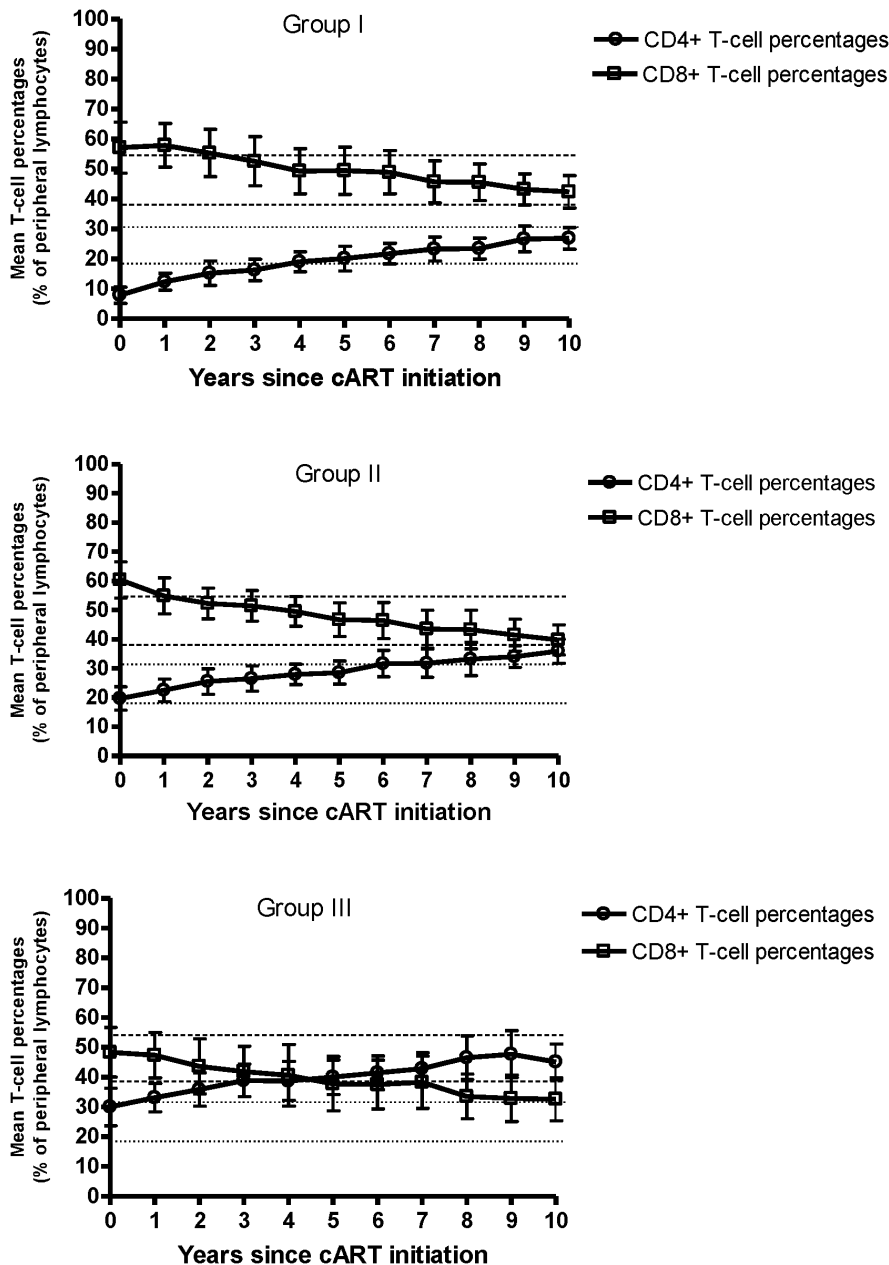 Group I
CD4+ T-cell percentages
CD8+ T-cell percentages
Mean T-cell percentages
(% of peripheral lymphocytes)
100
90
80
70
60
50
40
30
20
10
0
0 1 2 3 4 5 6 7 8 9 10
Years since cART initiation
Group II
CD4+ T-cell percentages
CD8+ T-cell percentages
Mean T-cell percentages
(% of peripheral lymphocytes)
100
90
80
70
60
50
40
30
20
10
0
0 1 2 3 4 5 6 7 8 9 10
Years since cART initiation
Group III
CD4+ T-cell percentages
CD8+ T-cell percentages
Mean T-cell percentages
(% of peripheral lymphocytes)
100
90
80
70
60
50
40
30
20
10
0
0 1 2 3 4 5 6 7 8 9 10
Years since cART initiation